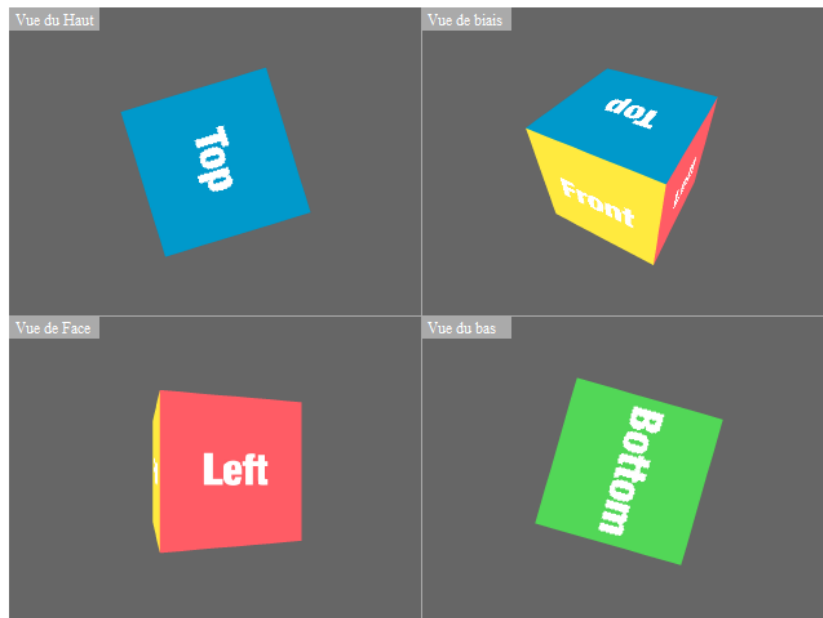 Vue du Haut
Top
Vue de biais
Top
Front
Vue de Face
Left
Vue du bas
Bottom